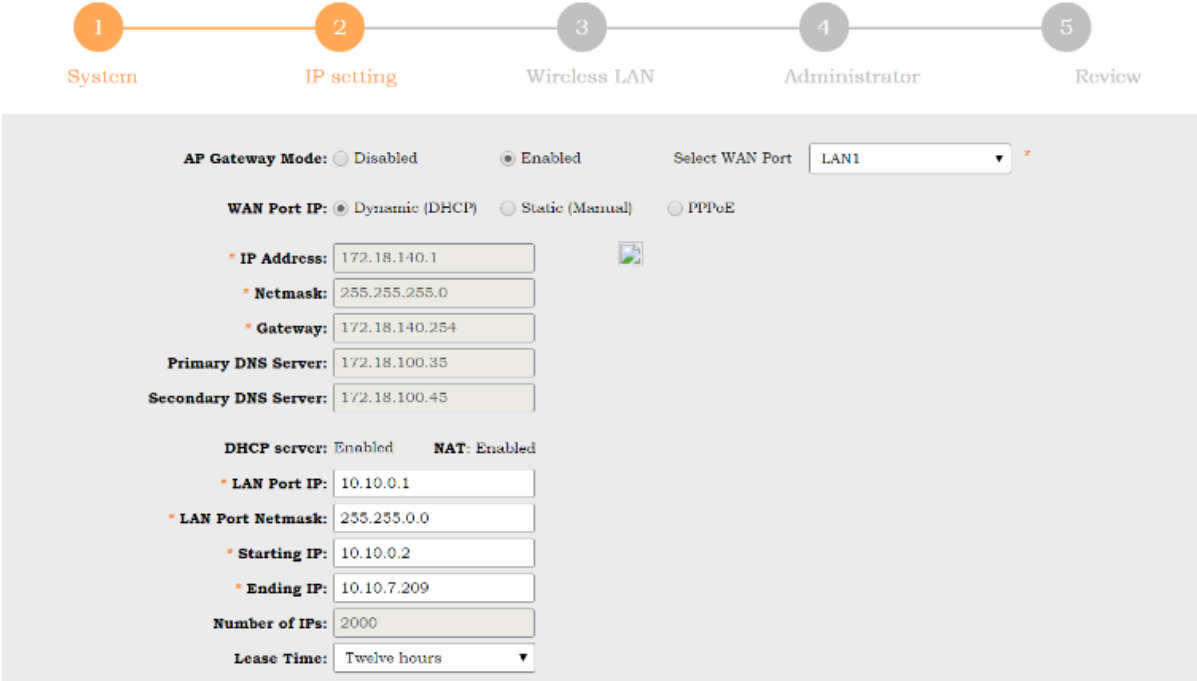 1 2 3 4 5
System IP setting Wireless LAN Administrator Review
AP Gateway Mode: Disabled Enabled Select WAN Port LAN1 *
WAN Port IP: Dynamic (DHCP) Static (Manual) PPPoE
* IP Address: 172.18.140.1
* Netmask: 255.255.255.0
* Gateway: 172.18.140.254
Primary DNS Server: 172.18.100.35
Secondary DNS Server: 172.18.100.45
DHCP server: Enabled NAT: Enabled
* LAN Port IP: 10.10.0.1
* LAN Port Netmask: 255.255.0.0
* Starting IP: 10.10.0.2
* Ending IP: 10.10.7.209
Number of IPs: 2000
Lease Time: Twelve hours